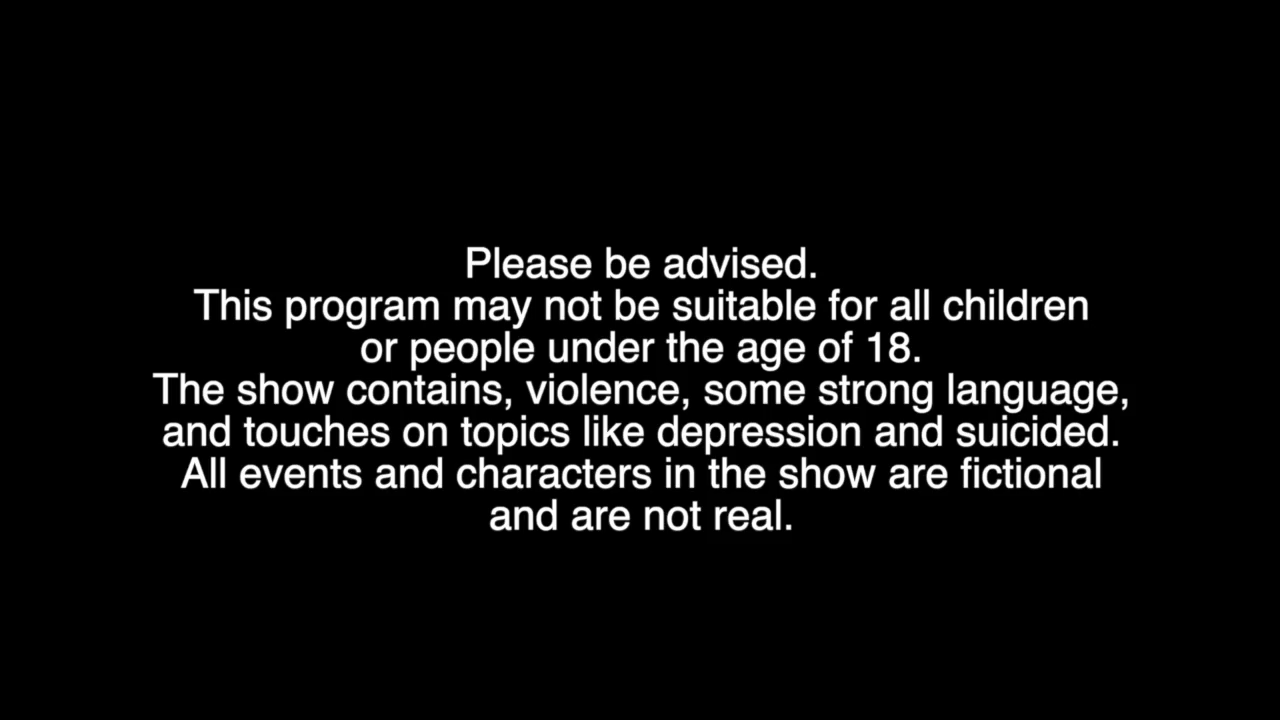 Please be advised.
This program may not be suitable for all children
or people under the age of 18.
The show contains, violence, some strong language,
and touches on topics like depression and suicided.
All events and characters in the show are fictional
and are not real.